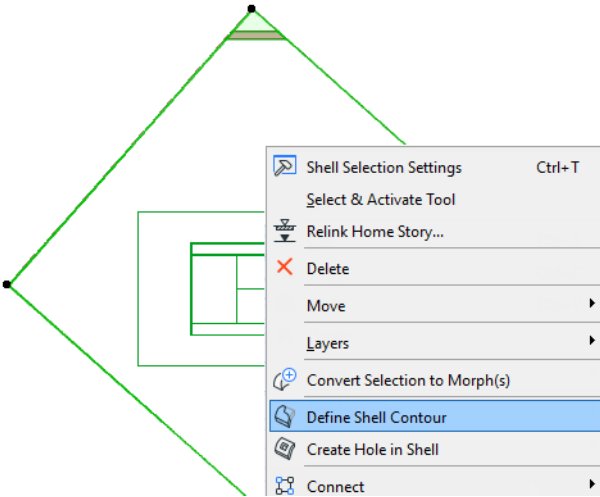 Shell Selection Settings Ctrl+T
Select & Activate Tool
Relink Home Story...
Delete
Move
Layers
Convert Selection to Morph(s)
Define Shell Contour
Create Hole in Shell
Connect